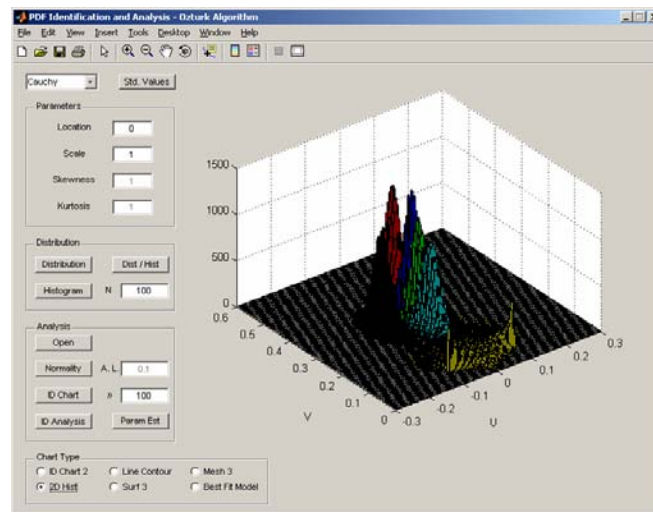 PDF Identification and Analysis - Ozturk Algorithm
File Edit View Insert Tools Desktop Window Help
Cauchy Std. Values
Parameters
Location 0
Scale 1
Skewness 1
Kurtosis 1
Distribution
Distribution Dist / Hist
Histogram N 100
Analysis
Open
Normality A. L. 0.1
ID Chart n 100
ID Analysis Param Est
Chart Type
ID Chart 2 Line Contour Mesh 3
2D Hist Surf 3 Best Fit Model
1500
1000
500
0
0.6
0.5
0.4
0.3
0.2
0.1
0
V
-0.3
-0.2
-0.1
0
0.1
0.2
0.3
U